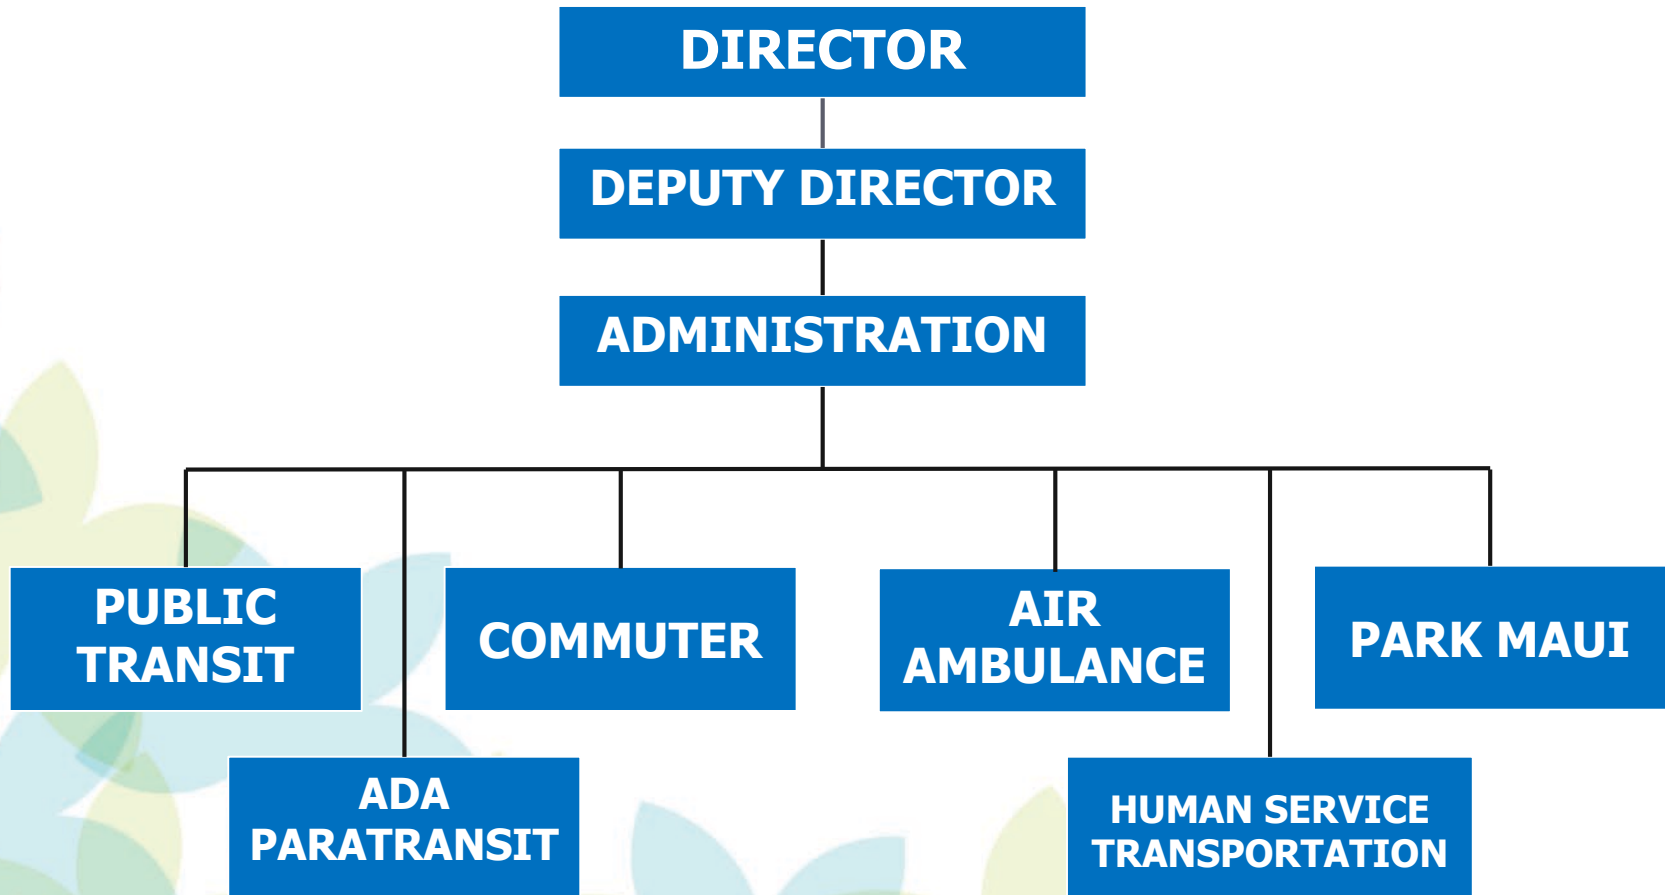 DIRECTOR
DEPUTY DIRECTOR
ADMINISTRATION
PUBLIC
TRANSIT
COMMUTER
AIR
AMBULANCE
PARK MAUI
ADA
PARATRANSIT
HUMAN SERVICE
TRANSPORTATION